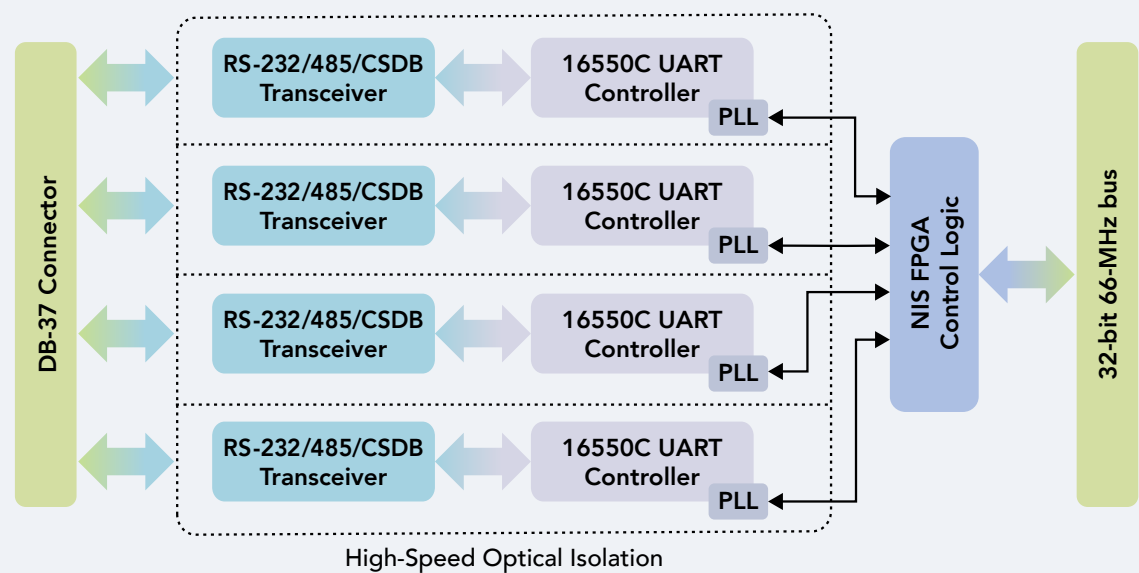 DB-37 Connector
RS-232/485/CSDB
Transceiver
16550C UART
Controller
PLL
RS-232/485/CSDB
Transceiver
16550C UART
Controller
PLL
RS-232/485/CSDB
Transceiver
16550C UART
Controller
PLL
RS-232/485/CSDB
Transceiver
16550C UART
Controller
PLL
NIS FPGA
Control Logic
32-bit 66-MHz bus
High-Speed Optical Isolation